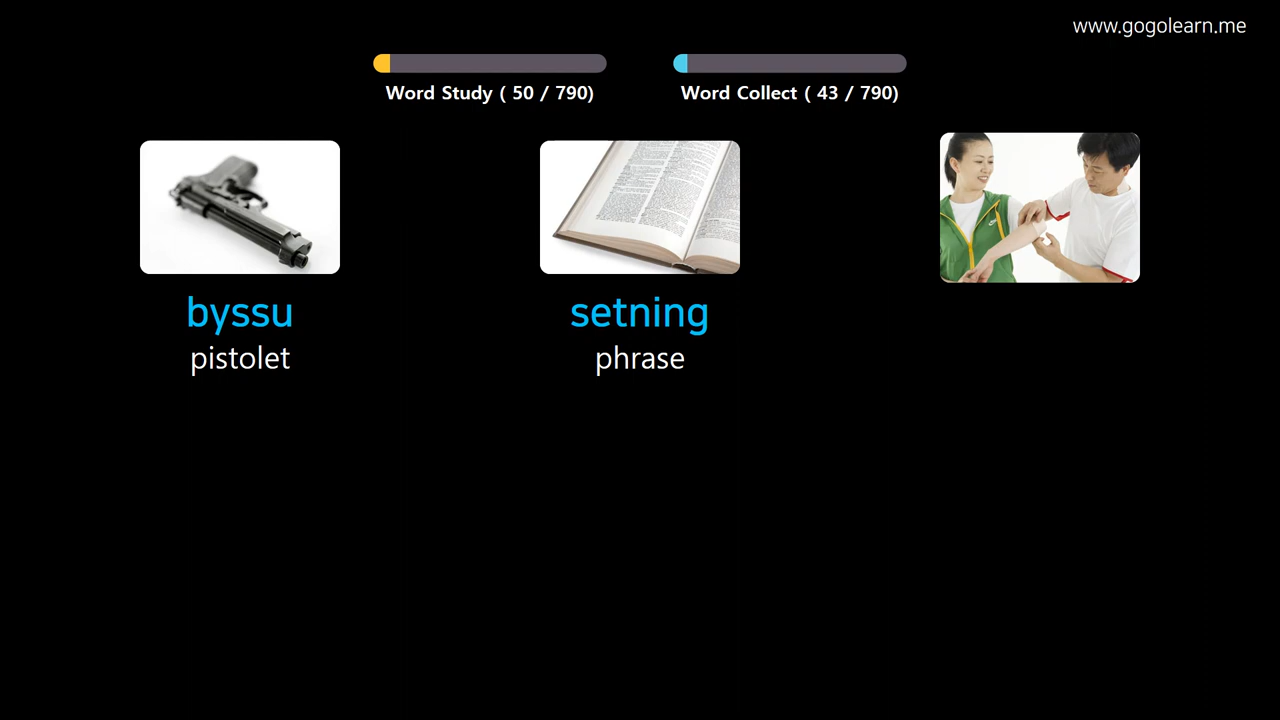 www.gogolearn.me
Word Study ( 50 / 790)
Word Collect ( 43 / 790)
byssu
pistolet
setning
phrase